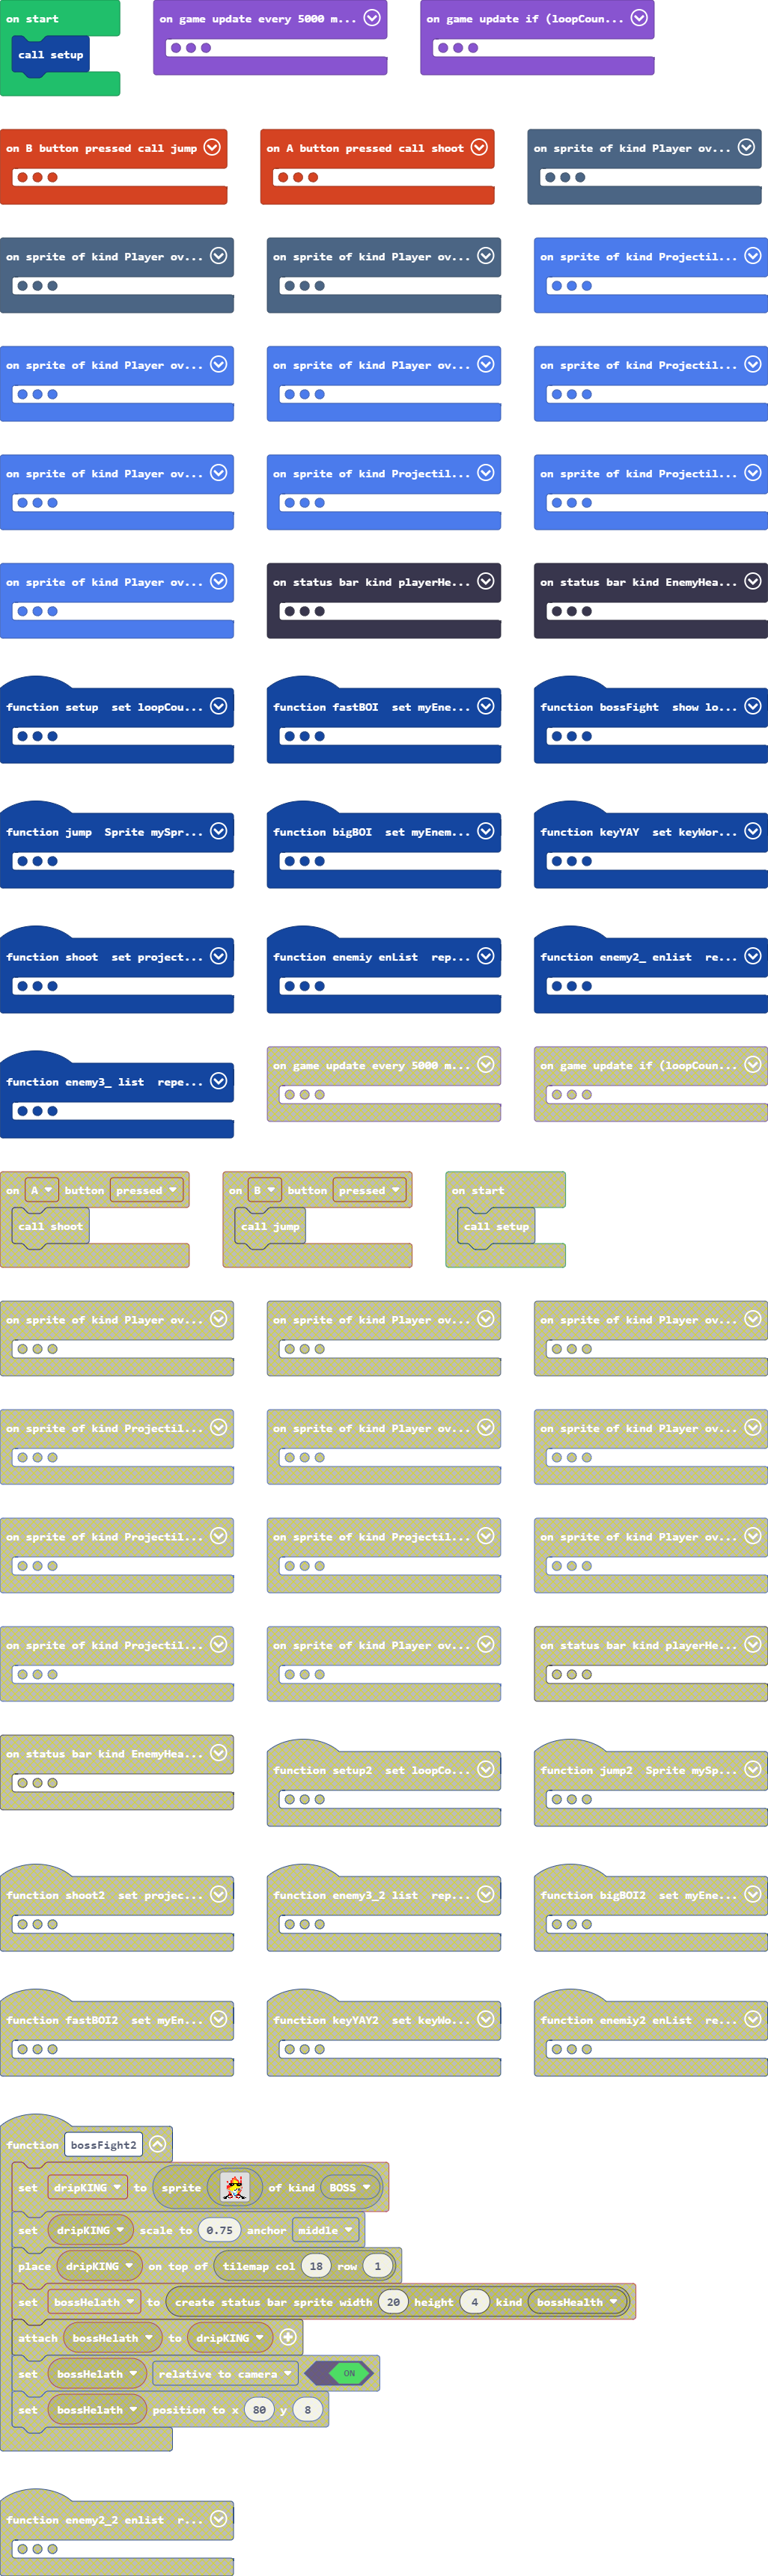 on start
call setup
on game update every 5000 m...
on game update if (loopCoun...
on B button pressed call jump
on A button pressed call shoot
on sprite of kind Player ov...
on sprite of kind Player ov...
on sprite of kind Player ov...
on sprite of kind Projectil...
on sprite of kind Player ov...
on sprite of kind Player ov...
on sprite of kind Projectil...
on sprite of kind Player ov...
on sprite of kind Projectil...
on sprite of kind Projectil...
on sprite of kind Player ov...
on status bar kind playerHe...
on status bar kind EnemyHea...
function setup set loopCou...
function fastBOI set myEne...
function bossFight show lo...
function jump Sprite mySpr...
function bigBOI set myEnem...
function keyYAY set keyWor...
function shoot set project...
function enemiy enList rep...
function enemy2_ enlist re...
function enemy3_ list repe...
on game update every 5000 m...
on game update if (loopCoun...
on A button pressed
call shoot
on B button pressed
call jump
on start
call setup
on sprite of kind Player ov...
on sprite of kind Player ov...
on sprite of kind Player ov...
on sprite of kind Projectil...
on sprite of kind Player ov...
on sprite of kind Player ov...
on sprite of kind Projectil...
on sprite of kind Projectil...
on sprite of kind Player ov...
on sprite of kind Projectil...
on sprite of kind Player ov...
on status bar kind playerHe...
on status bar kind EnemyHea...
function setup2 set loopCo...
function jump2 Sprite mySp...
function shoot2 set projec...
function enemy3_2 list rep...
function bigBOI2 set myEne...
function fastBOI2 set myEn...
function keyYAY2 set keyWo...
function enemiy2 enList re...
function bossFight2
set dripKING to sprite of kind BOSS
set dripKING scale to 0.75 anchor middle
place dripKING on top of tilemap col 18 row 1
set bossHelath to create status bar sprite width 20 height 4 kind bossHealth
attach bossHelath to dripKING
set bossHelath relative to camera ON
set bossHelath position to x 80 y 8
function enemy2_2 enlist r...